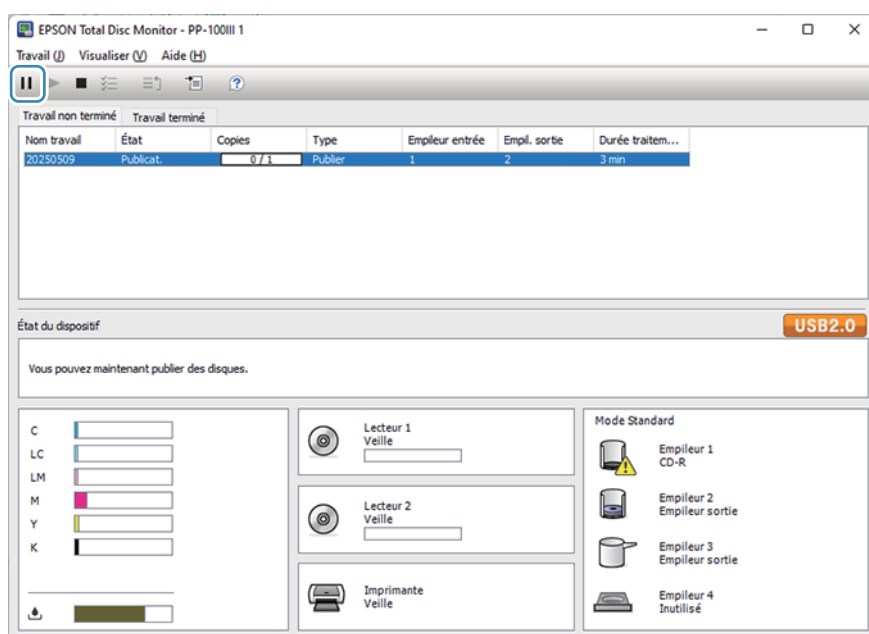 EPSON Total Disc Monitor - PP-100III 1
Travail (J) Visualiser (V) Aide (H)
Travail non terminé Travail terminé
Nom travail État Copies Type Empileur entrée Empil. sortie Durée traitem...
20250509 Publicat. 0 / 1 Publier 1 2 3 min
État du dispositif
USB2.0
Vous pouvez maintenant publier des disques.
C
LC
LM
M
Y
K
Lecteur 1
Veille
Lecteur 2
Veille
Imprimante
Veille
Mode Standard
Empileur 1
CD-R
Empileur 2
Empileur sortie
Empileur 3
Empileur sortie
Empileur 4
Inutilisé